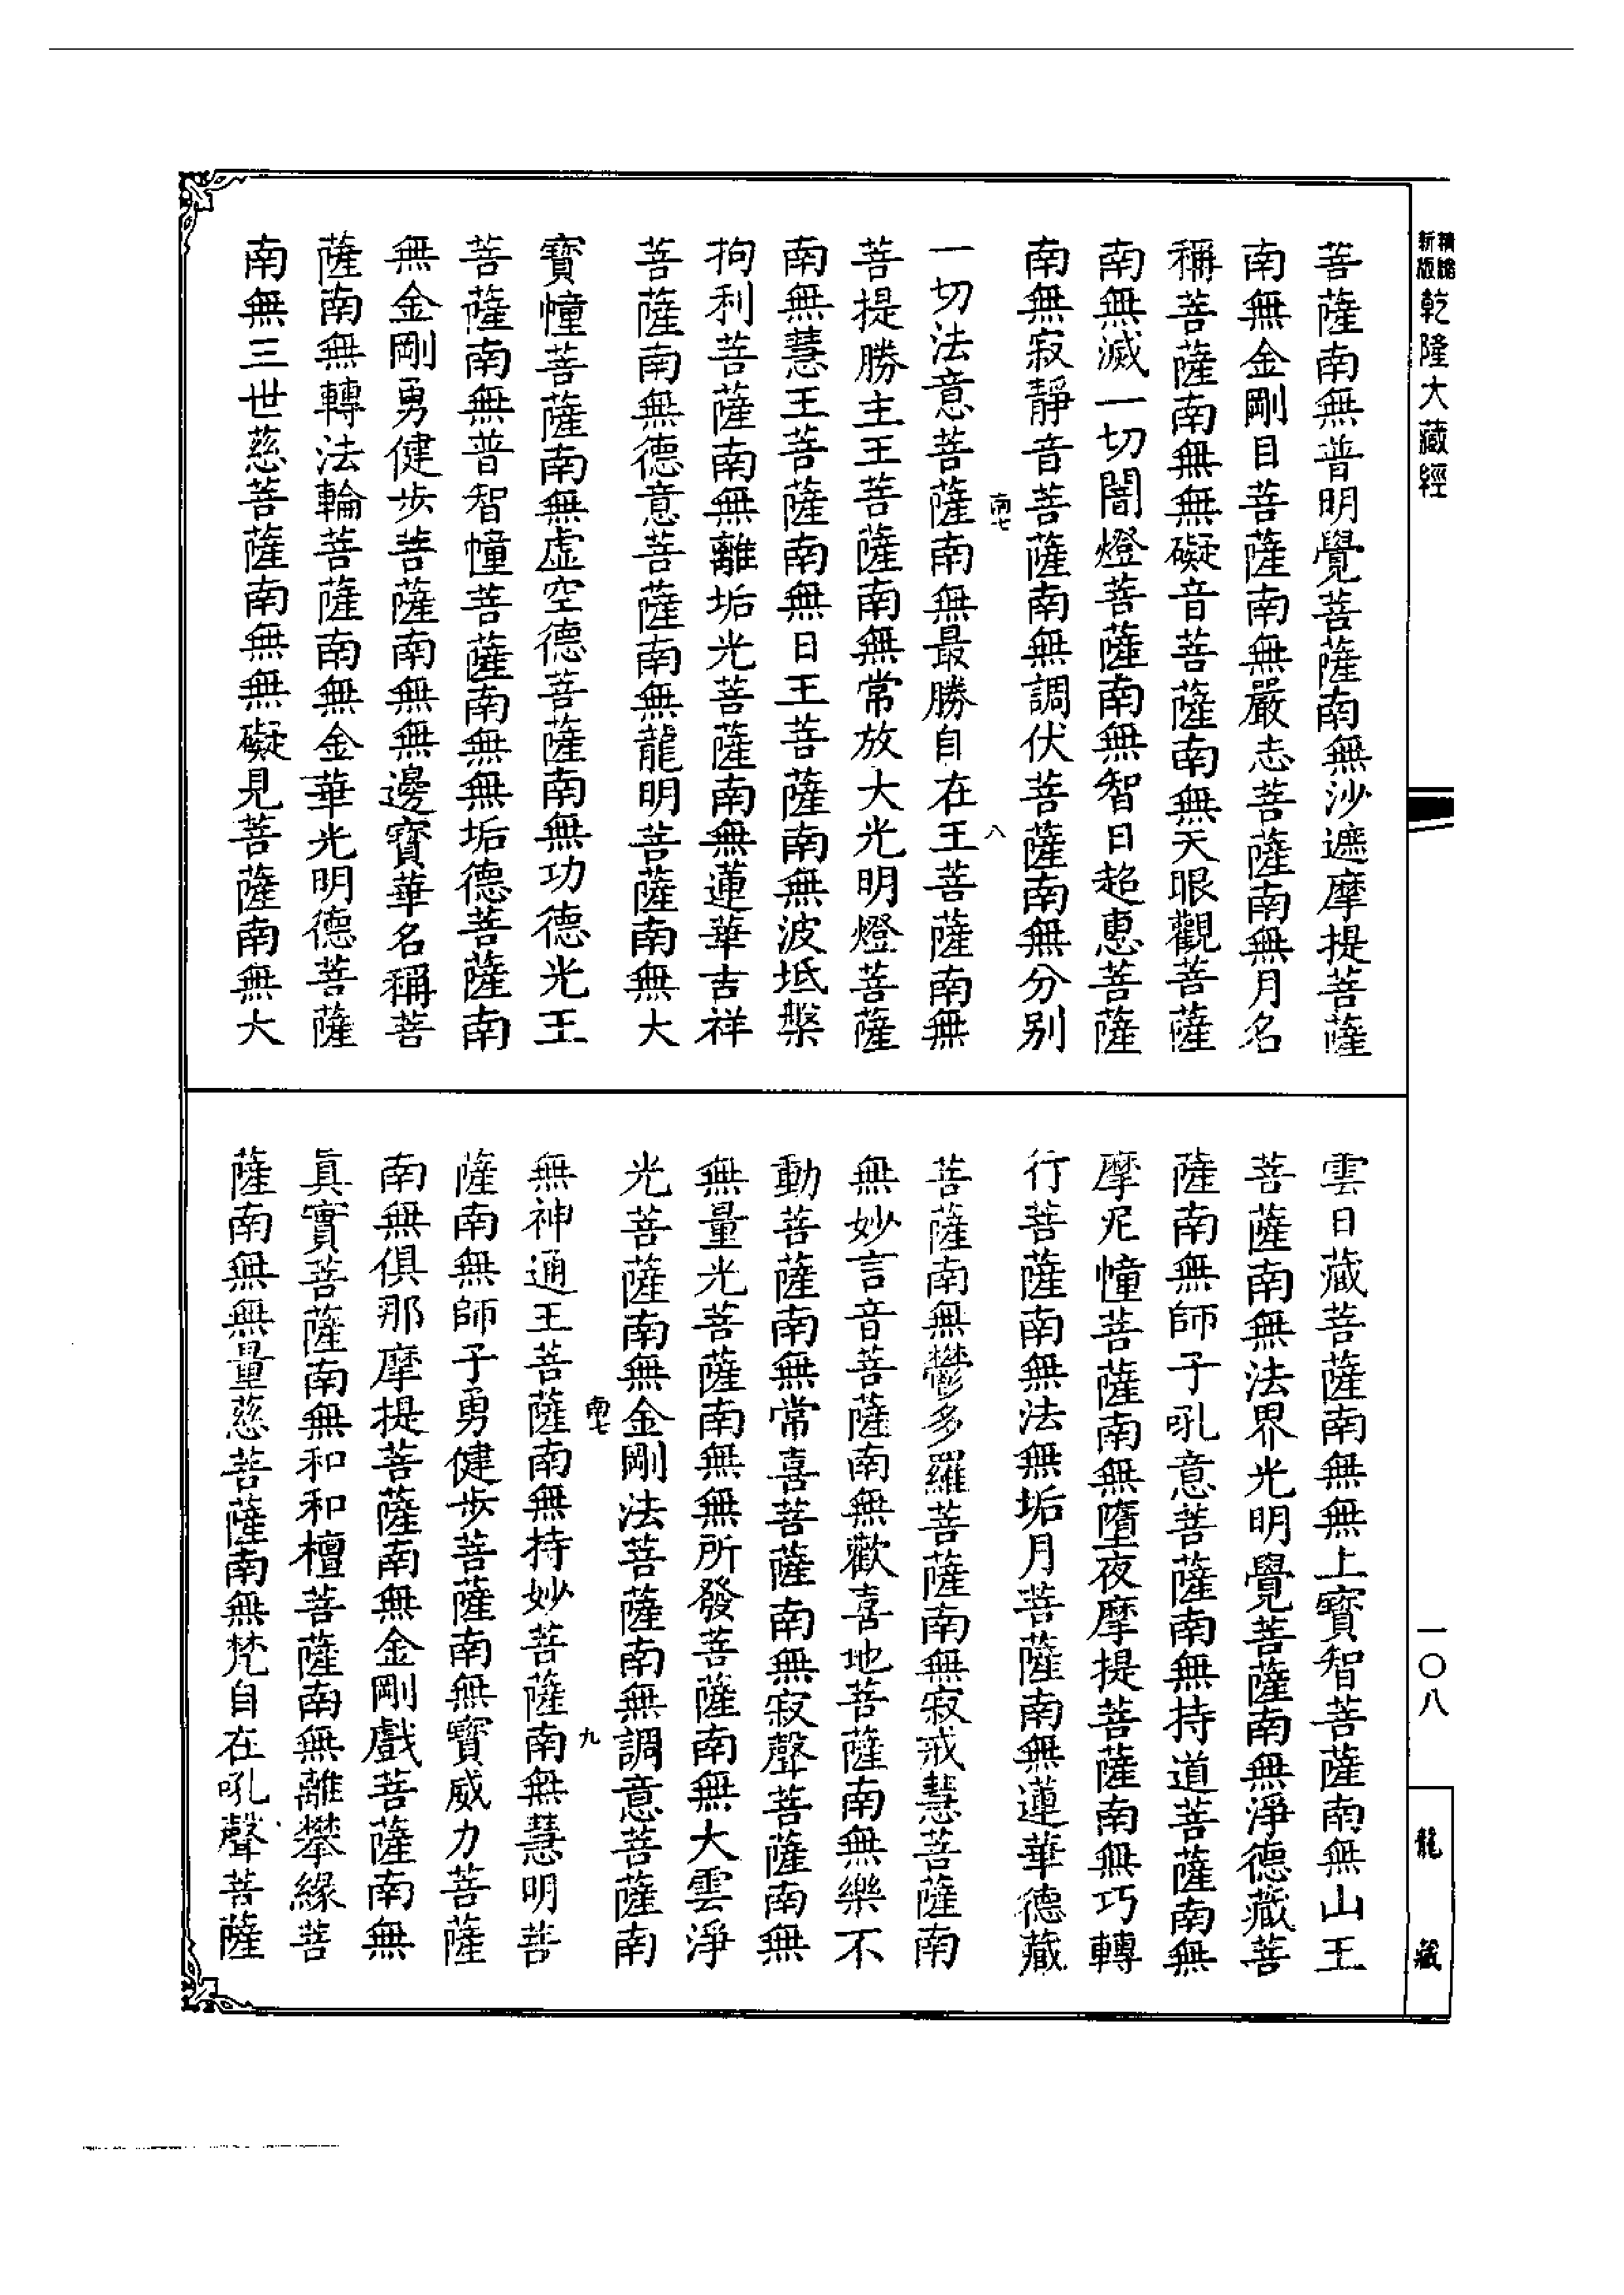 精編
新版
乾隆大藏經
一〇八
龍藏
菩薩南無普明覺菩薩南無沙遮摩提菩薩
南無金剛目菩薩南無嚴志菩薩南無月名
稱菩薩南無無礙音菩薩南無天眼觀菩薩
南無滅一切闇燈菩薩南無智日超惠菩薩
南無寂靜音菩薩南無調伏菩薩南無分别
南七
八
一切法意菩薩南無最勝自在王菩薩南無
菩提勝主王菩薩南無常放大光明燈菩薩
南無慧王菩薩南無日王菩薩南無波坻槃
拘利菩薩南無離垢光菩薩南無蓮華吉祥
菩薩南無德意菩薩南無龍明菩薩南無大
寶幢菩薩南無虛空德菩薩南無功德光王
菩薩南無普智幢菩薩南無無垢德菩薩南
無金剛勇健步菩薩南無無邊寶華名稱菩
薩南無轉法輪菩薩南無金華光明德菩薩
南無三世慈菩薩南無無礙見菩薩南無大
雲日藏菩薩南無無上寶智菩薩南無山王
菩薩南無法界光明覺菩薩南無淨德藏菩
薩南無師子吼意菩薩南無持道菩薩南無
摩尼幢菩薩南無墮夜摩提菩薩南無巧轉
行菩薩南無法無垢月菩薩南無蓮華德藏
菩薩南無鬱多羅菩薩南無寂戒慧菩薩南
無妙言音菩薩南無歡喜地菩薩南無樂不
動菩薩南無常喜菩薩南無寂聲菩薩南無
無量光菩薩南無無所發菩薩南無大雲淨
光菩薩南無金剛法菩薩南無調意菩薩南
南七
九
無神通王菩薩南無持妙菩薩南無慧明菩
薩南無師子勇健步菩薩南無寶威力菩薩
南無俱那摩提菩薩南無金剛戲菩薩南無
眞實菩薩南無和和檀菩薩南無離攀緣菩
薩南無無量慈菩薩南無梵自在吼聲菩薩